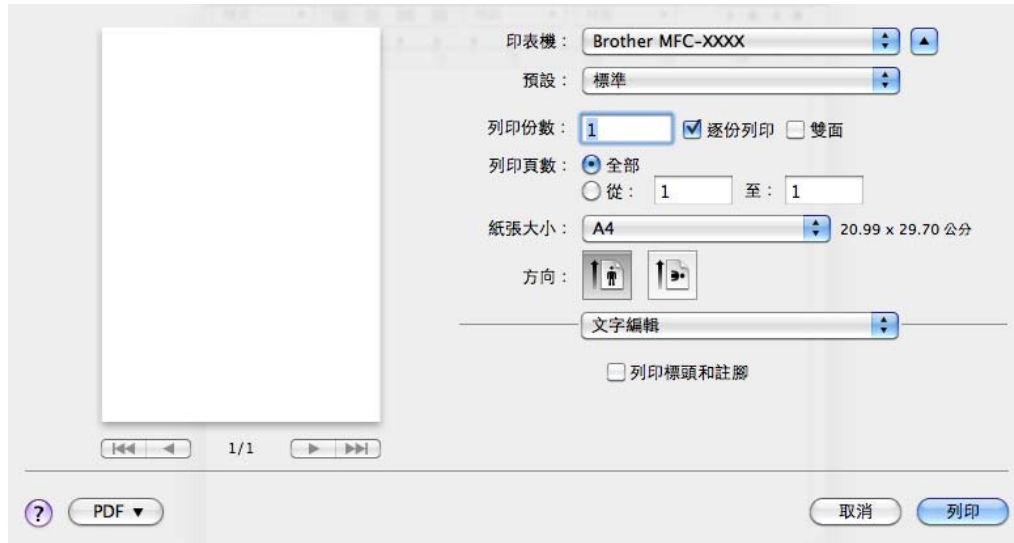 印表機： Brother MFC-XXXX
預設： 標準
列印份數： 1 逐份列印 雙面
列印頁數： 全部
從： 1 至： 1
紙張大小： A4 20.99 x 29.70 公分
方向：
文字編輯
列印標頭和註腳
1/1
? PDF ▼ 取消 列印